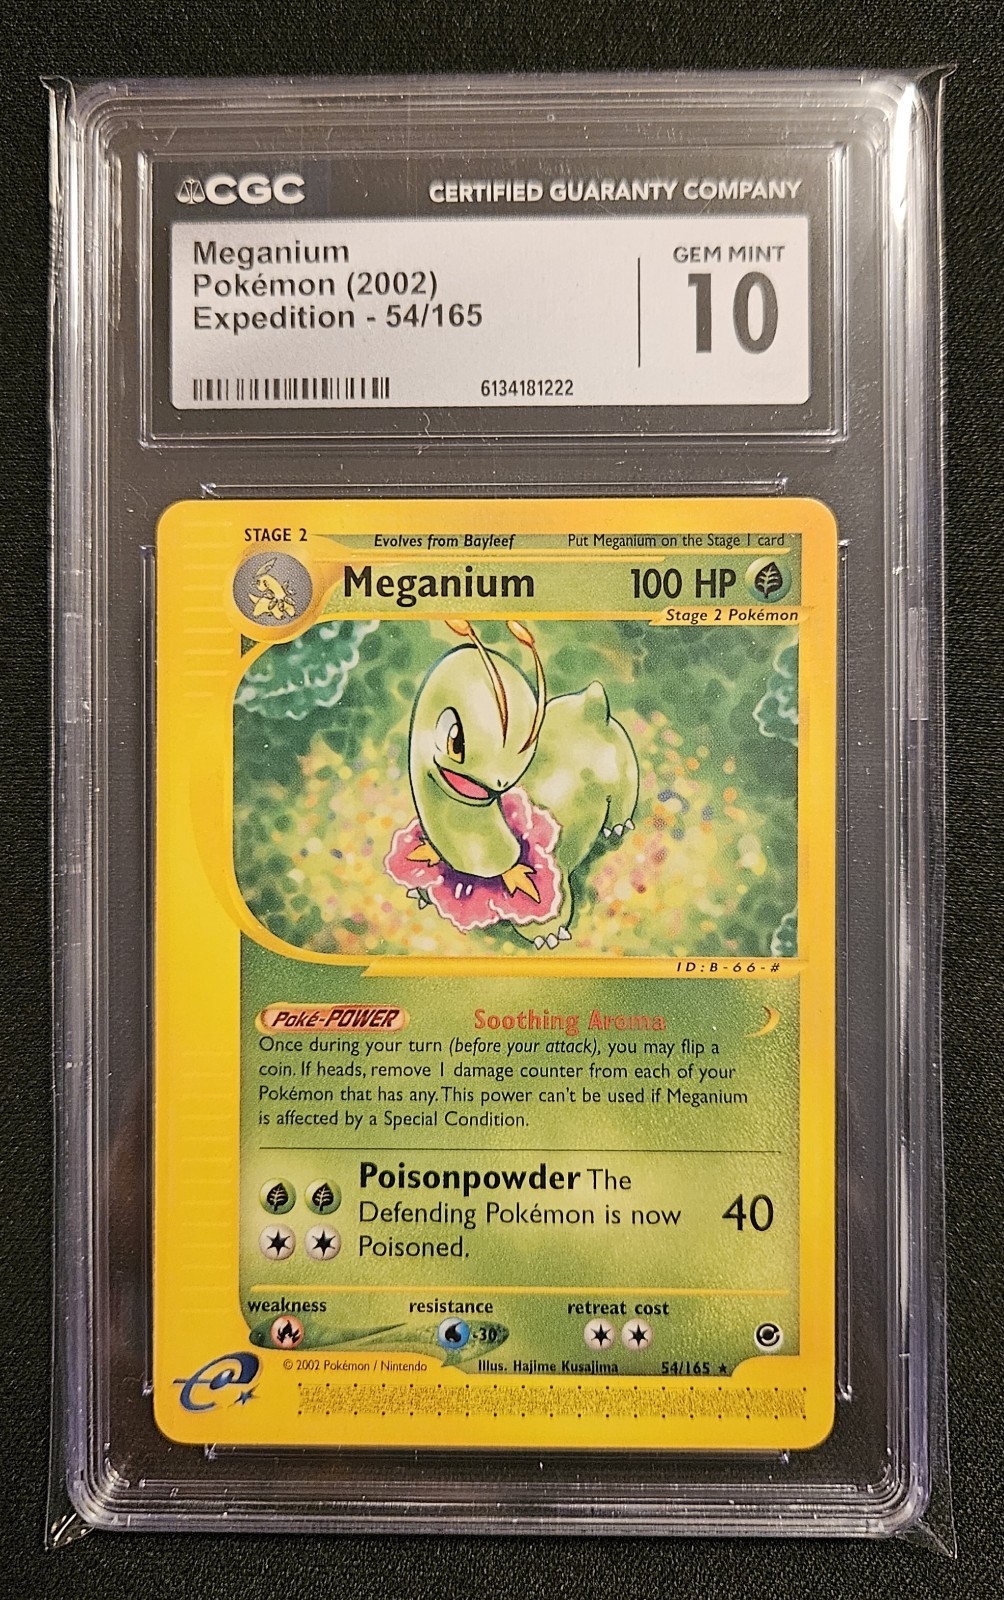 CGC CERTIFIED GUARANTY COMPANY
Meganium
Pokémon (2002)
Expedition - 54/165
GEM MINT
10
6134181222
STAGE 2 Evolves from Bayleef Put Meganium on the Stage 1 card
Meganium 100 HP
Stage 2 Pokémon
ID:B-66-#
Poké-POWER Soothing Aroma
Once during your turn (before your attack), you may flip a
coin. If heads, remove 1 damage counter from each of your
Pokémon that has any. This power can't be used if Meganium
is affected by a Special Condition.
Poisonpowder The
Defending Pokémon is now
Poisoned.
40
weakness resistance retreat cost
-30
© 2002 Pokémon / Nintendo Illus. Hajime Kusajima 54/165 ★
e